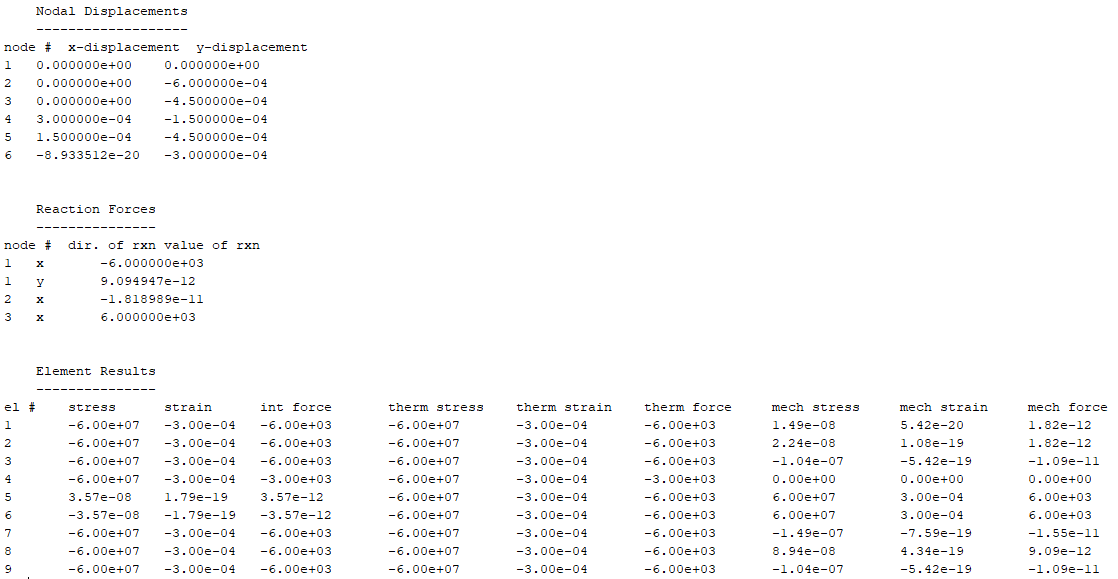 Nodal Displacements
-------------------
node # x-displacement y-displacement
1 0.000000e+00 0.000000e+00
2 0.000000e+00 -6.000000e-04
3 0.000000e+00 -4.500000e-04
4 3.000000e-04 -1.500000e-04
5 1.500000e-04 -4.500000e-04
6 -8.933512e-20 -3.000000e-04
Reaction Forces
---------------
node # dir. of rxn value of rxn
1 x -6.000000e+03
1 y 9.094947e-12
2 x -1.818989e-11
3 x 6.000000e+03
Element Results
---------------
el # stress strain int force therm stress therm strain therm force mech stress mech strain mech force
1 -6.00e+07 -3.00e-04 -6.00e+03 -6.00e+07 -3.00e-04 -6.00e+03 1.49e-08 5.42e-20 1.82e-12
2 -6.00e+07 -3.00e-04 -6.00e+03 -6.00e+07 -3.00e-04 -6.00e+03 2.24e-08 1.08e-19 1.82e-12
3 -6.00e+07 -3.00e-04 -6.00e+03 -6.00e+07 -3.00e-04 -6.00e+03 -1.04e-07 -5.42e-19 -1.09e-11
4 -6.00e+07 -3.00e-04 -3.00e+03 -6.00e+07 -3.00e-04 -3.00e+03 0.00e+00 0.00e+00 0.00e+00
5 3.57e-08 1.79e-19 3.57e-12 -6.00e+07 -3.00e-04 -6.00e+03 6.00e+07 3.00e-04 6.00e+03
6 -3.57e-08 -1.79e-19 -3.57e-12 -6.00e+07 -3.00e-04 -6.00e+03 6.00e+07 3.00e-04 6.00e+03
7 -6.00e+07 -3.00e-04 -6.00e+03 -6.00e+07 -3.00e-04 -6.00e+03 -1.49e-07 -7.59e-19 -1.55e-11
8 -6.00e+07 -3.00e-04 -6.00e+03 -6.00e+07 -3.00e-04 -6.00e+03 8.94e-08 4.34e-19 9.09e-12
9 -6.00e+07 -3.00e-04 -6.00e+03 -6.00e+07 -3.00e-04 -6.00e+03 -1.04e-07 -5.42e-19 -1.09e-11